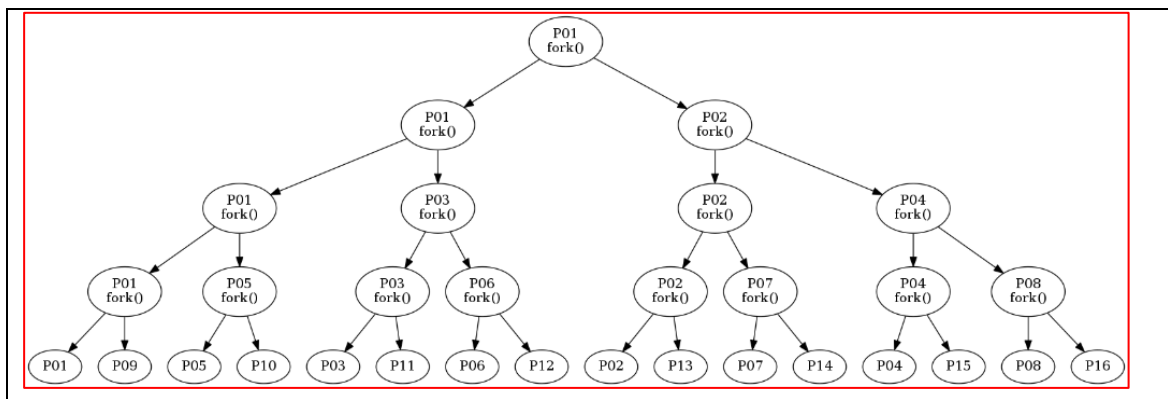 P01
fork()
P01
fork()
P02
fork()
P01
fork()
P03
fork()
P02
fork()
P04
fork()
P01
fork()
P05
fork()
P03
fork()
P06
fork()
P02
fork()
P07
fork()
P04
fork()
P08
fork()
P01
P09
P05
P10
P03
P11
P06
P12
P02
P13
P07
P14
P04
P15
P08
P16